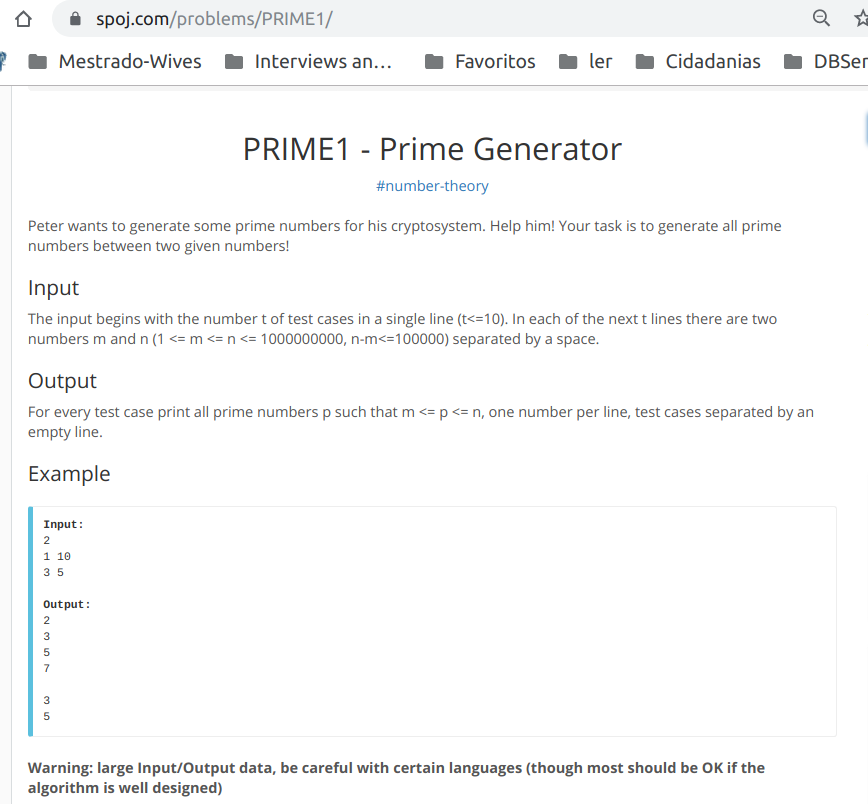 spoj.com/problems/PRIME1/
Mestrado-Wives Interviews an... Favoritos ler Cidadanias DBSer
PRIME1 - Prime Generator
#number-theory
Peter wants to generate some prime numbers for his cryptosystem. Help him! Your task is to generate all prime
numbers between two given numbers!
Input
The input begins with the number t of test cases in a single line (t<=10). In each of the next t lines there are two
numbers m and n (1 <= m <= n <= 1000000000, n-m<=100000) separated by a space.
Output
For every test case print all prime numbers p such that m <= p <= n, one number per line, test cases separated by an
empty line.
Example
Input:
2
1 10
3 5
Output:
2
3
5
7
3
5
Warning: large Input/Output data, be careful with certain languages (though most should be OK if the
algorithm is well designed)